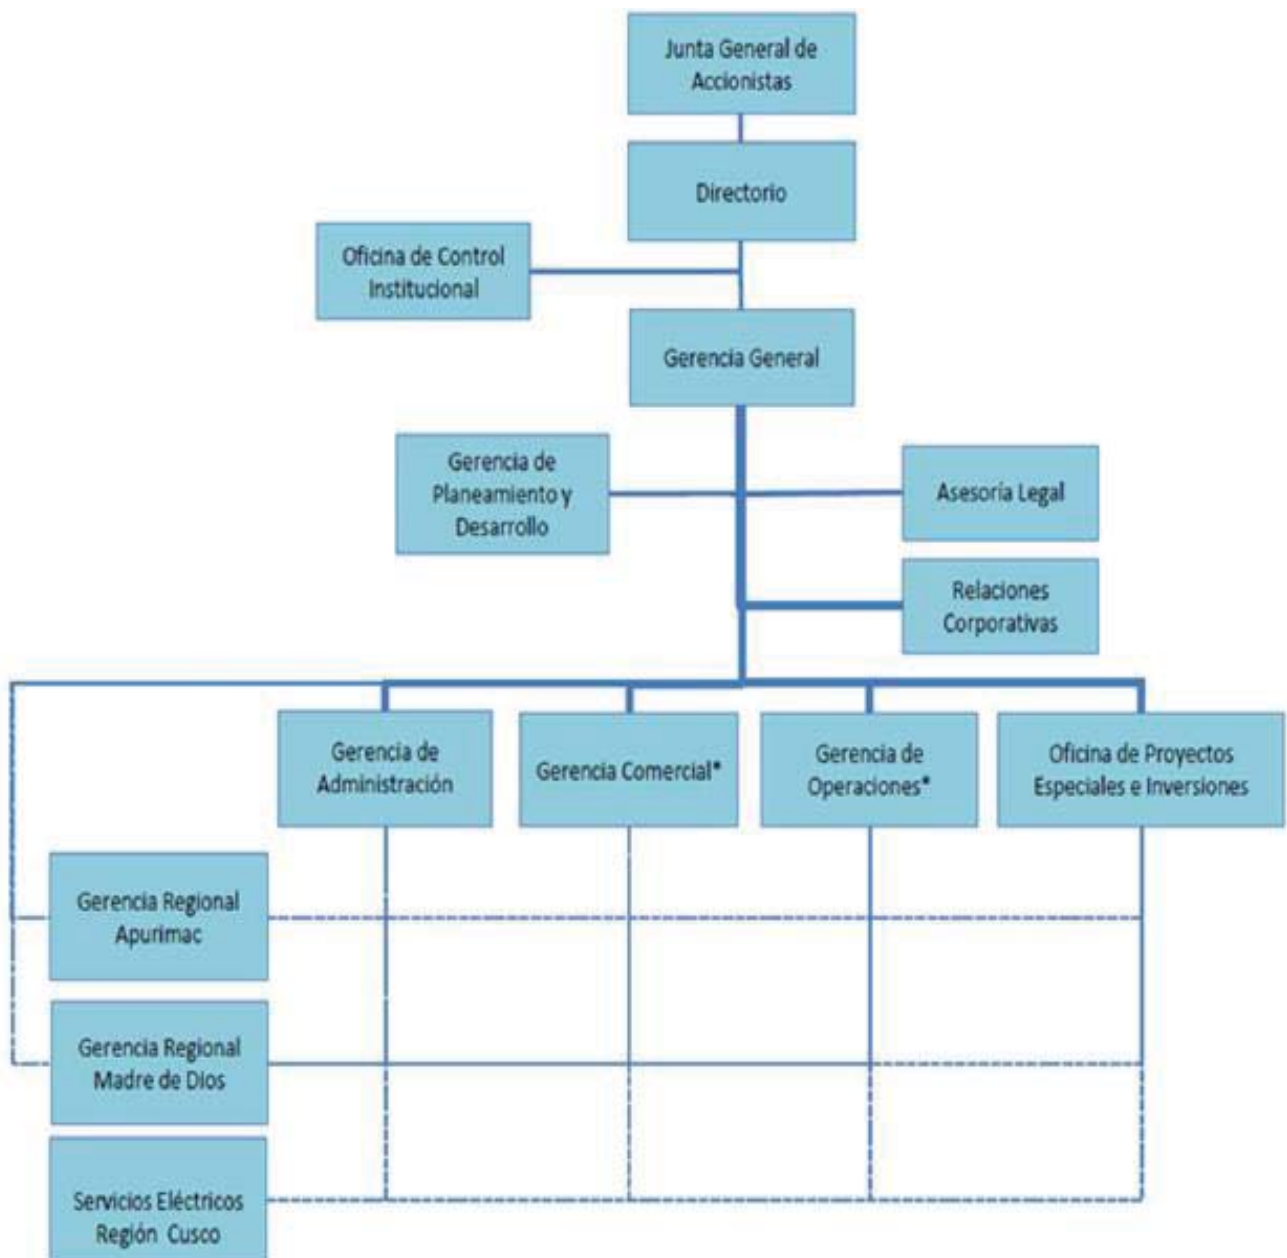 Junta General de
Accionistas
Directorio
Oficina de Control
Institucional
Gerencia General
Gerencia de
Planeamiento y
Desarrollo
Asesoría Legal
Relaciones
Corporativas
Gerencia de
Administración
Gerencia Comercial*
Gerencia de
Operaciones*
Oficina de Proyectos
Especiales e Inversiones
Gerencia Regional
Apurimac
Gerencia Regional
Madre de Dios
Servicios Eléctricos
Región Cusco